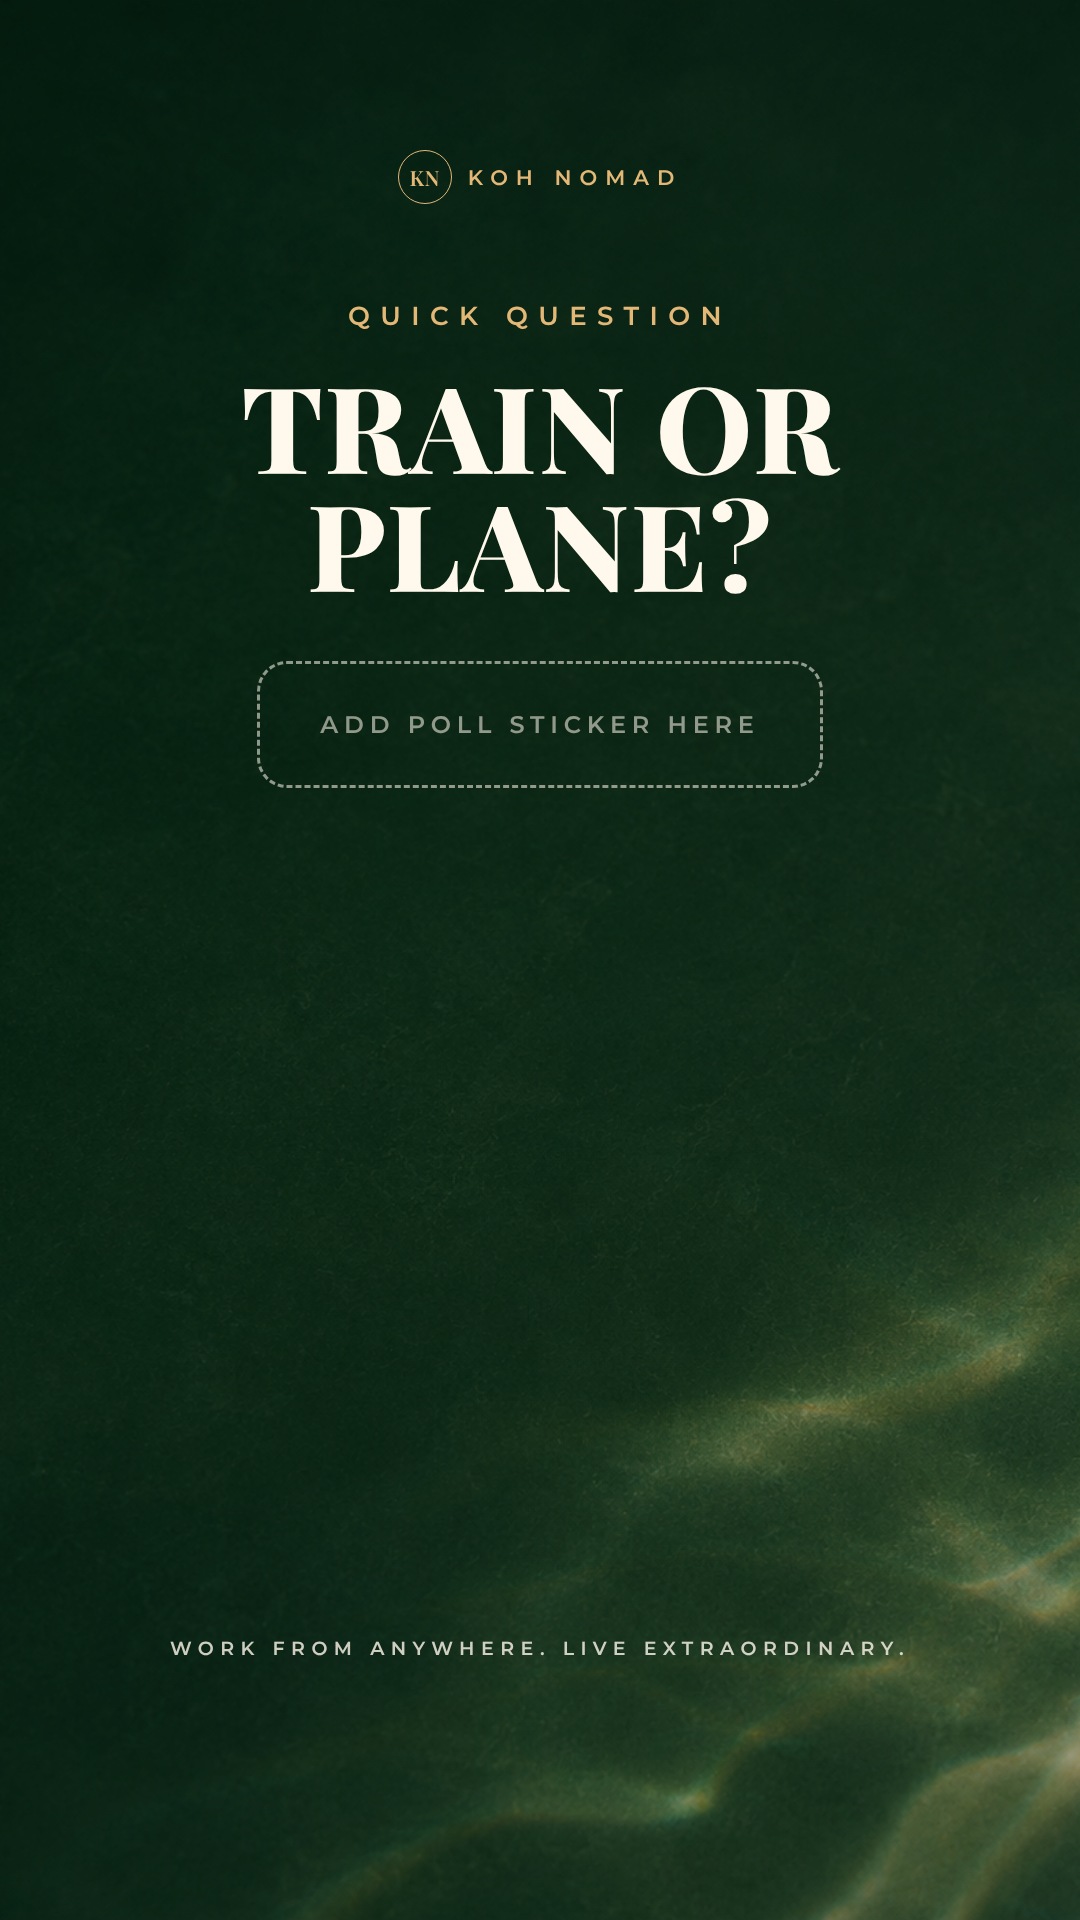 KN KOH NOMAD
QUICK QUESTION
TRAIN OR
PLANE?
ADD POLL STICKER HERE
WORK FROM ANYWHERE. LIVE EXTRAORDINARY.